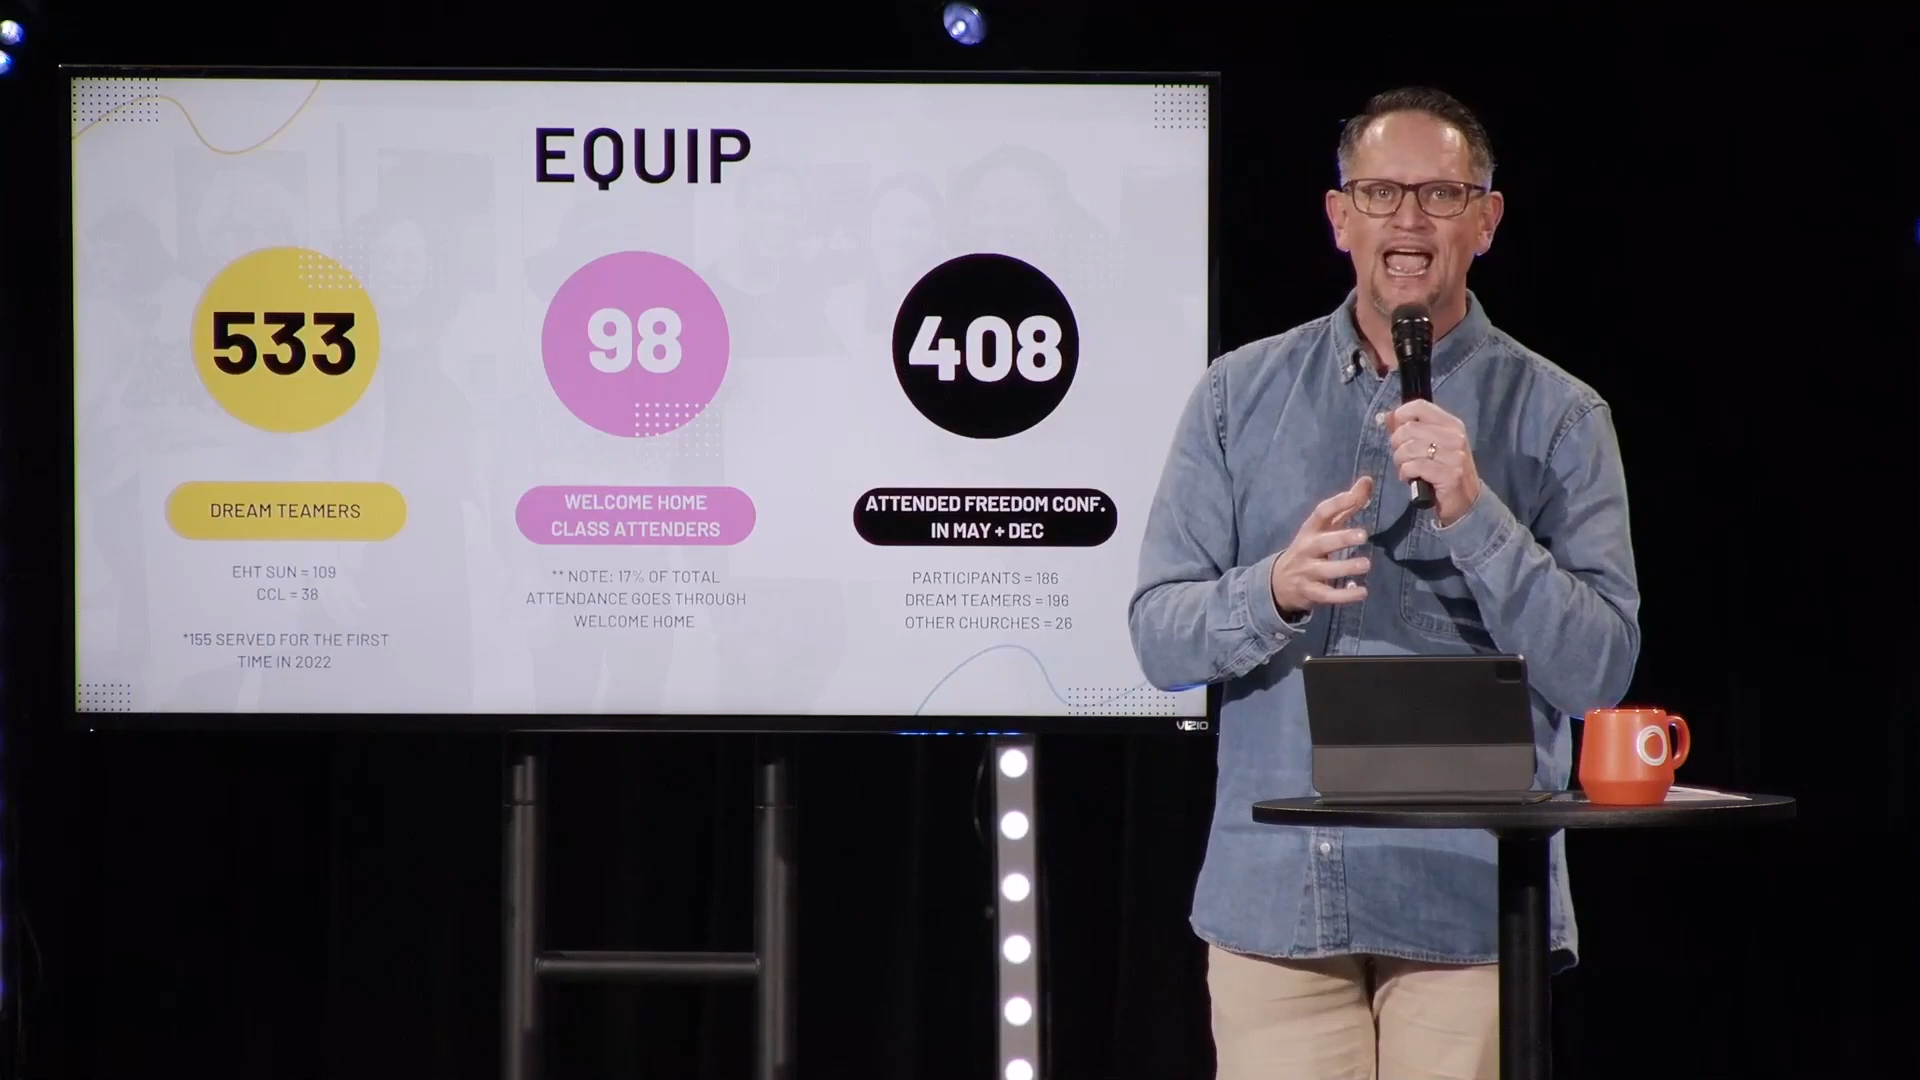 EQUIP
533
98
408
DREAM TEAMERS
WELCOME HOME
CLASS ATTENDERS
ATTENDED FREEDOM CONF.
IN MAY + DEC
EHT SUN = 109
CCL = 38
*155 SERVED FOR THE FIRST
TIME IN 2022
** NOTE: 17% OF TOTAL
ATTENDANCE GOES THROUGH
WELCOME HOME
PARTICIPANTS = 186
DREAM TEAMERS = 196
OTHER CHURCHES = 26
VIZIO